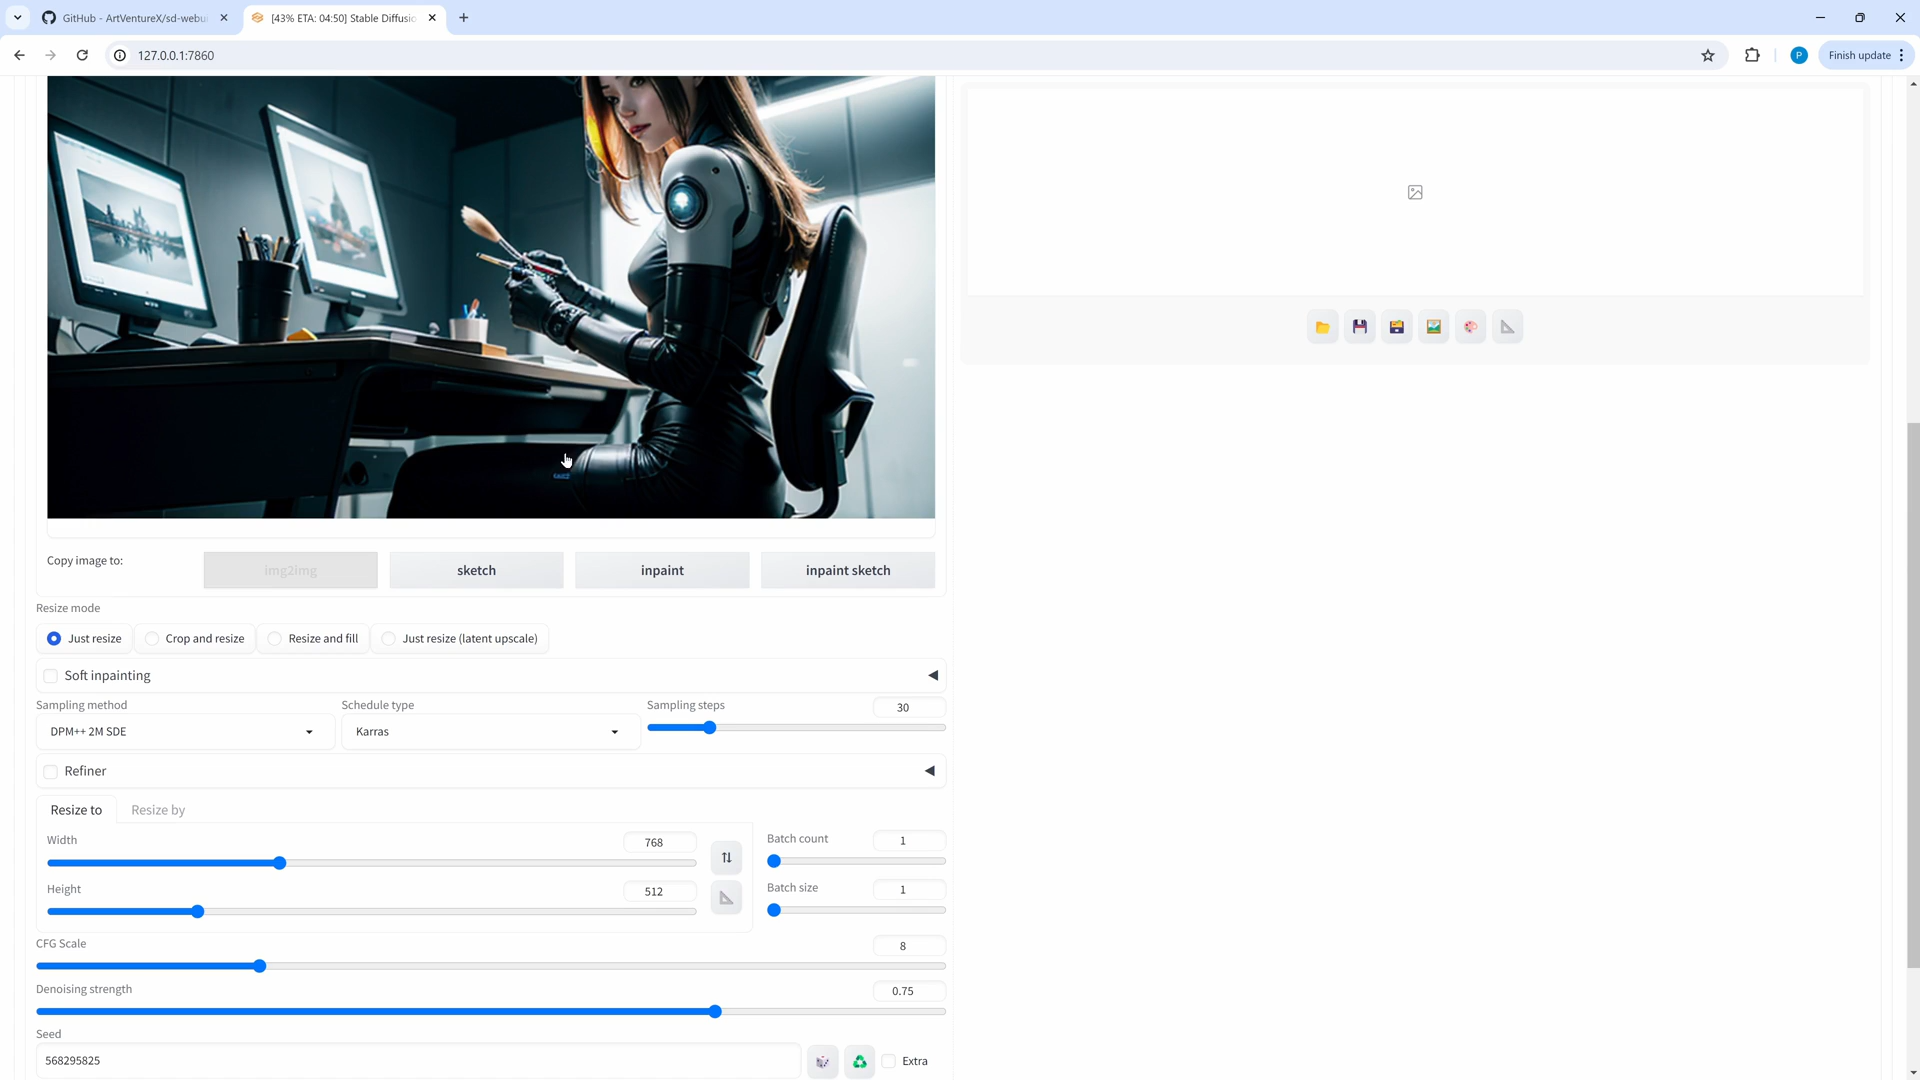 GitHub - ArtVentureX/sd-webu
[43% ETA: 04:50] Stable Diffusio
127.0.0.1:7860
P
Finish update
Copy image to:
img2img
sketch
inpaint
inpaint sketch
Resize mode
Just resize
Crop and resize
Resize and fill
Just resize (latent upscale)
Soft inpainting
Sampling method
Schedule type
Sampling steps
30
DPM++ 2M SDE
Karras
Refiner
Resize to
Resize by
Width
768
Batch count
1
Height
512
Batch size
1
CFG Scale
8
Denoising strength
0.75
Seed
568295825
Extra